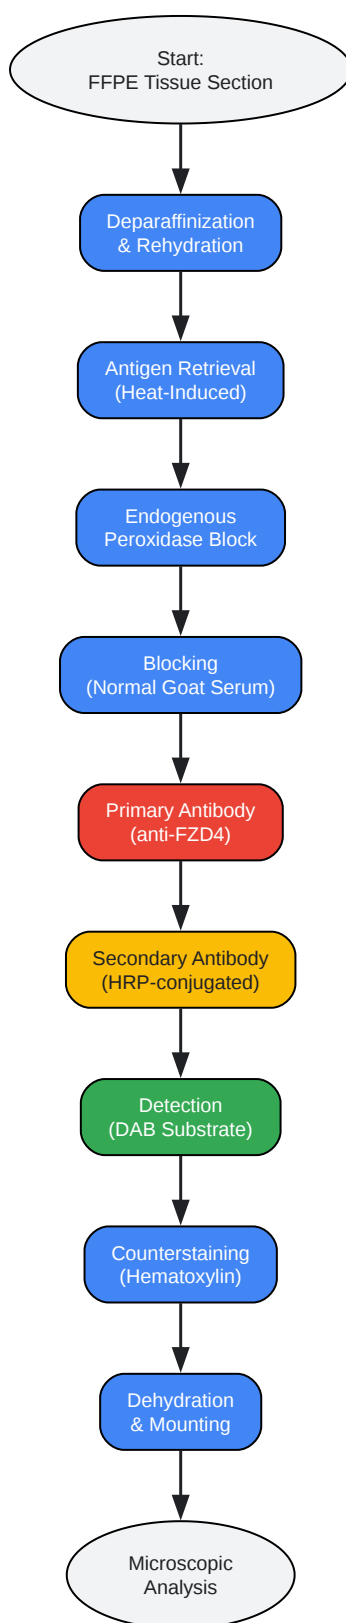 Start:
FFPE Tissue Section
Deparaffinization
& Rehydration
Antigen Retrieval
(Heat-Induced)
Endogenous
Peroxidase Block
Blocking
(Normal Goat Serum)
Primary Antibody
(anti-FZD4)
Secondary Antibody
(HRP-conjugated)
Detection
(DAB Substrate)
Counterstaining
(Hematoxylin)
Dehydration
& Mounting
Microscopic
Analysis